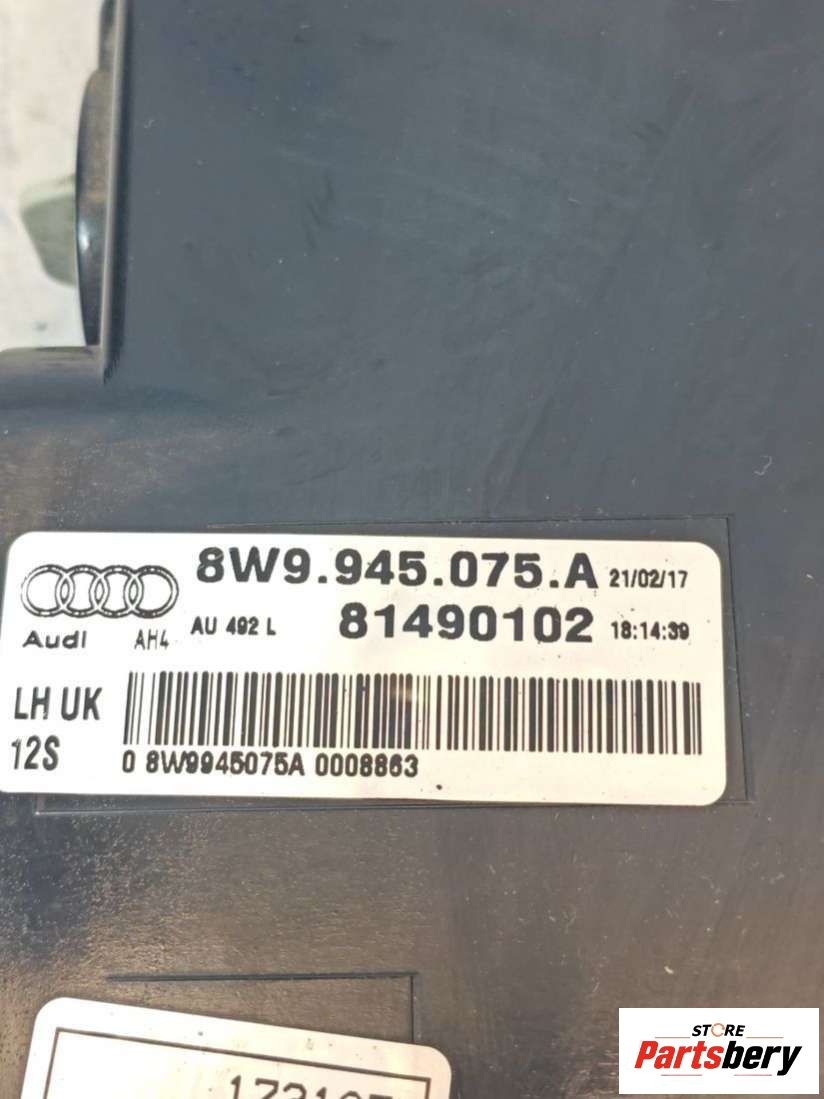 8W9.945.075.A 21/02/17
Audi AH4 AU 492 L 81490102 18:14:39
LH UK
12S
0 8W9945075A 0008863
STORE
Partsbery